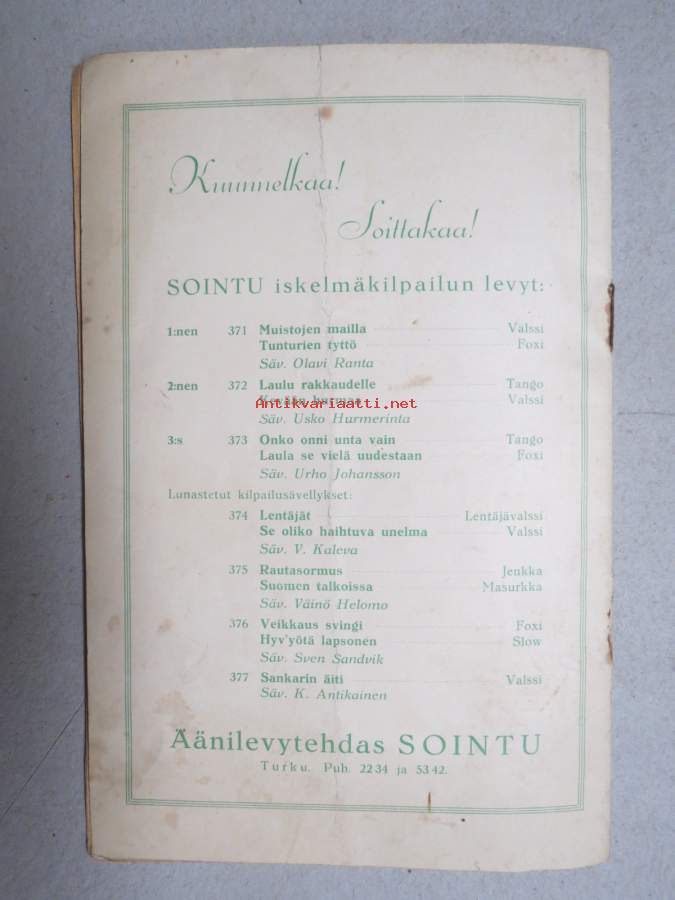 Kuunnelkaa!
Soittakaa!
SOINTU iskelmäkilpailun levyt:
1:nen 371 Muistojen mailla Valssi
Tunturien tyttö Foxi
Säv. Olavi Ranta
2:nen 372 Laulu rakkaudelle Tango
Antikvariaatti.net
Kevään hurmaa Valssi
Säv. Usko Hurmerinta
3:s 373 Onko onni unta vain Tango
Laula se vielä uudestaan Foxi
Säv. Urho Johansson
Lunastetut kilpailusävellykset:
374 Lentäjät Lentäjävalssi
Se oliko haihtuva unelma Valssi
Säv. V. Kaleva
375 Rautasormus Jenkka
Suomen talkoissa Masurkka
Säv. Väinö Helomo
376 Veikkaus svingi Foxi
Hyv'yötä lapsonen Slow
Säv. Sven Sandvik
377 Sankarin äiti Valssi
Säv. K. Antikainen
Äänilevytehdas SOINTU
Turku. Puh. 22 34 ja 53 42.